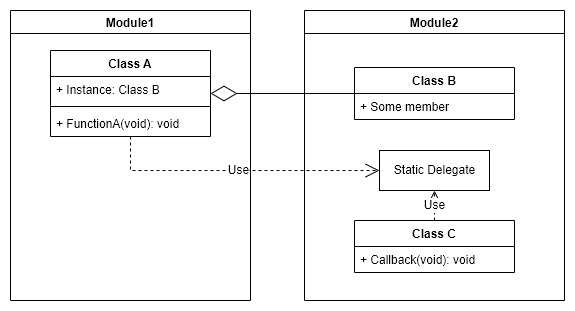 Module1
Class A
+ Instance: Class B
+ FunctionA(void): void
Use
Module2
Class B
+ Some member
Static Delegate
Use
Class C
+ Callback(void): void